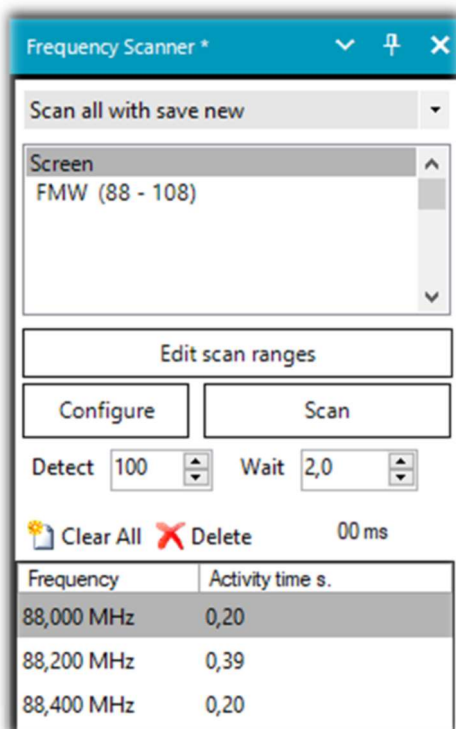 Frequency Scanner *
Scan all with save new
Screen
FMW (88 - 108)
Edit scan ranges
Configure Scan
Detect 100 Wait 2,0
Clear All Delete 00 ms
Frequency Activity time s.
88,000 MHz 0,20
88,200 MHz 0,39
88,400 MHz 0,20